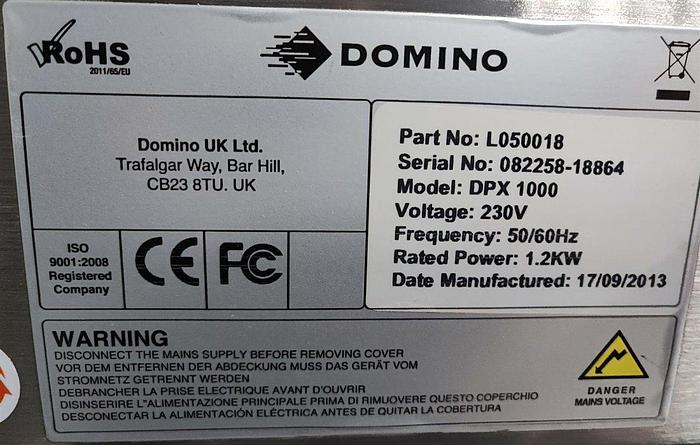 RoHS
2011/65/EU
DOMINO
Domino UK Ltd.
Trafalgar Way, Bar Hill,
CB23 8TU. UK
Part No: L050018
Serial No: 082258-18864
Model: DPX 1000
Voltage: 230V
Frequency: 50/60Hz
Rated Power: 1.2KW
Date Manufactured: 17/09/2013
ISO
9001:2008
Registered
Company
CE
FC
WARNING
DISCONNECT THE MAINS SUPPLY BEFORE REMOVING COVER
VOR DEM ENTFERNEN DER ABDECKUNG MUSS DAS GERÄT VOM
STROMNETZ GETRENNT WERDEN
DEBRANCHER LA PRISE ELECTRIQUE AVANT D'OUVRIR
DISINSERIRE L"ALIMENTAZIONE PRINCIPALE PRIMA DI RIMUOVERE QUESTO COPERCHIO
DESCONECTAR LA ALIMENTACIÓN ELÉCTRICA ANTES DE QUITAR LA COBERTURA
DANGER
MAINS VOLTAGE